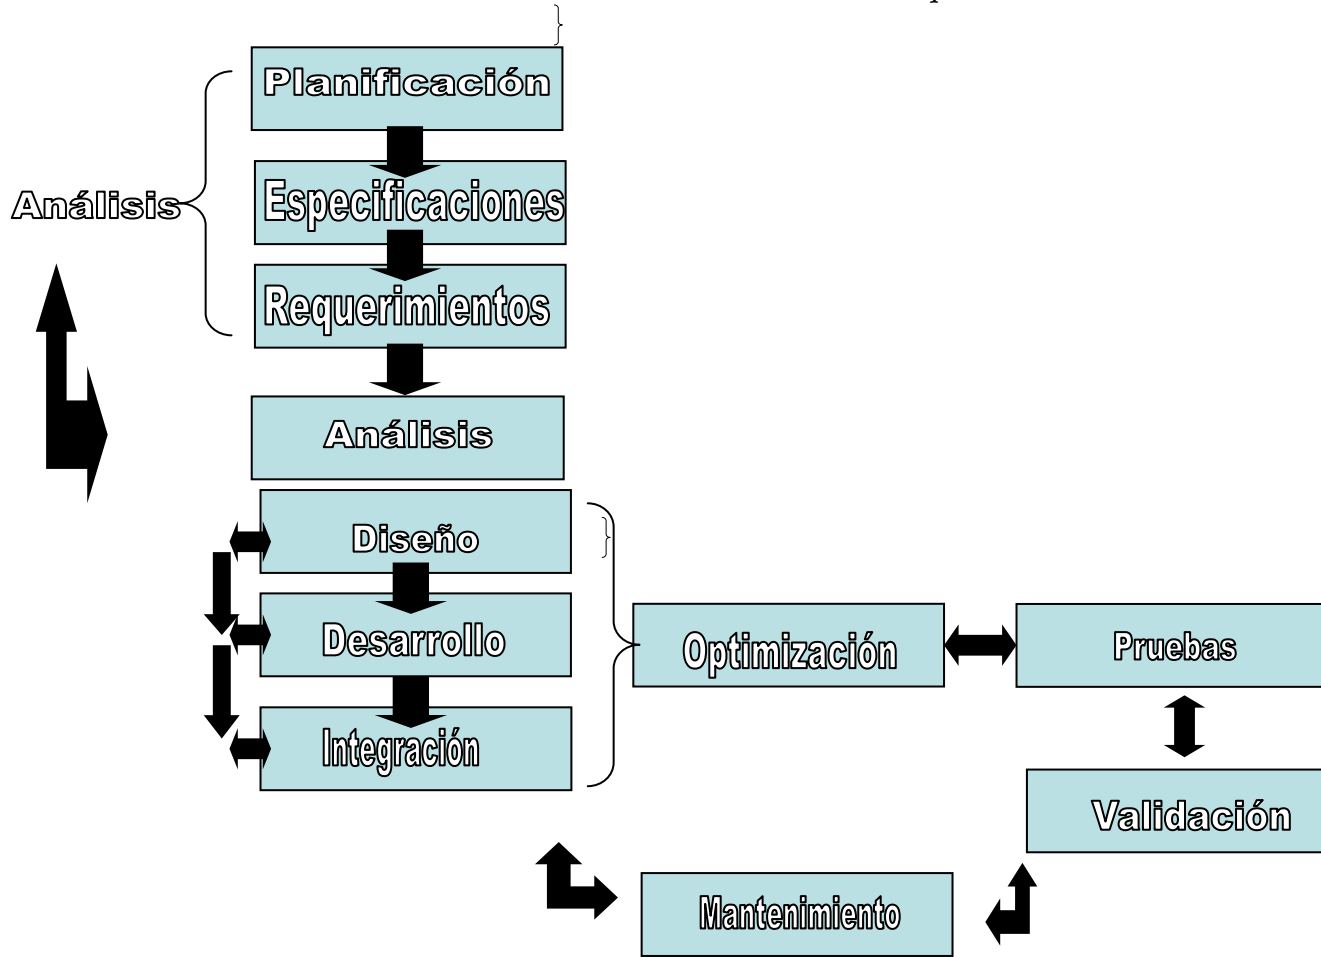 Planificación
Especificaciones
Análisis
Requerimientos
Análisis
Diseño
Desarrollo
Optimización
Pruebas
Integración
Validación
Mantenimiento